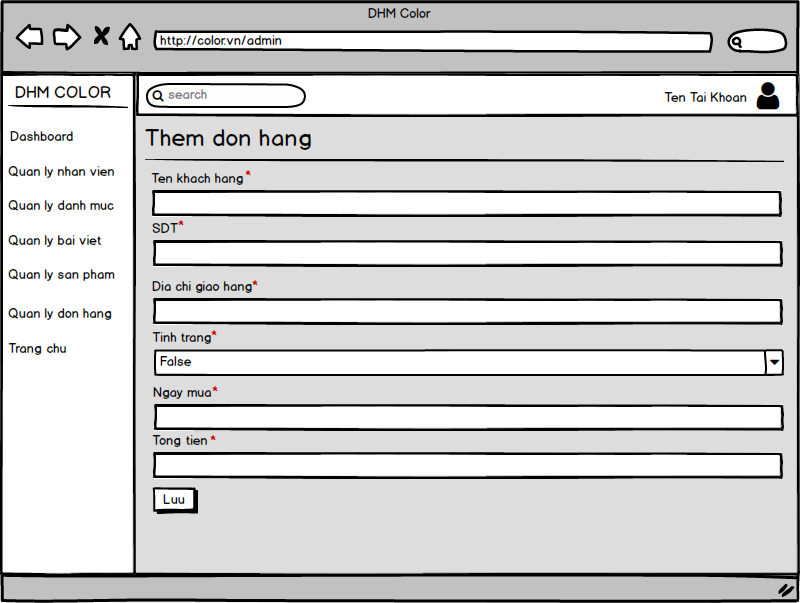 DHM Color
http://color.vn/admin
DHM COLOR
search
Ten Tai Khoan
Dashboard
Quan ly nhan vien
Quan ly danh muc
Quan ly bai viet
Quan ly san pham
Quan ly don hang
Trang chu
Them don hang
Ten khach hang*
SDT*
Dia chi giao hang*
Tinh trang*
False
Ngay mua*
Tong tien *
Luu